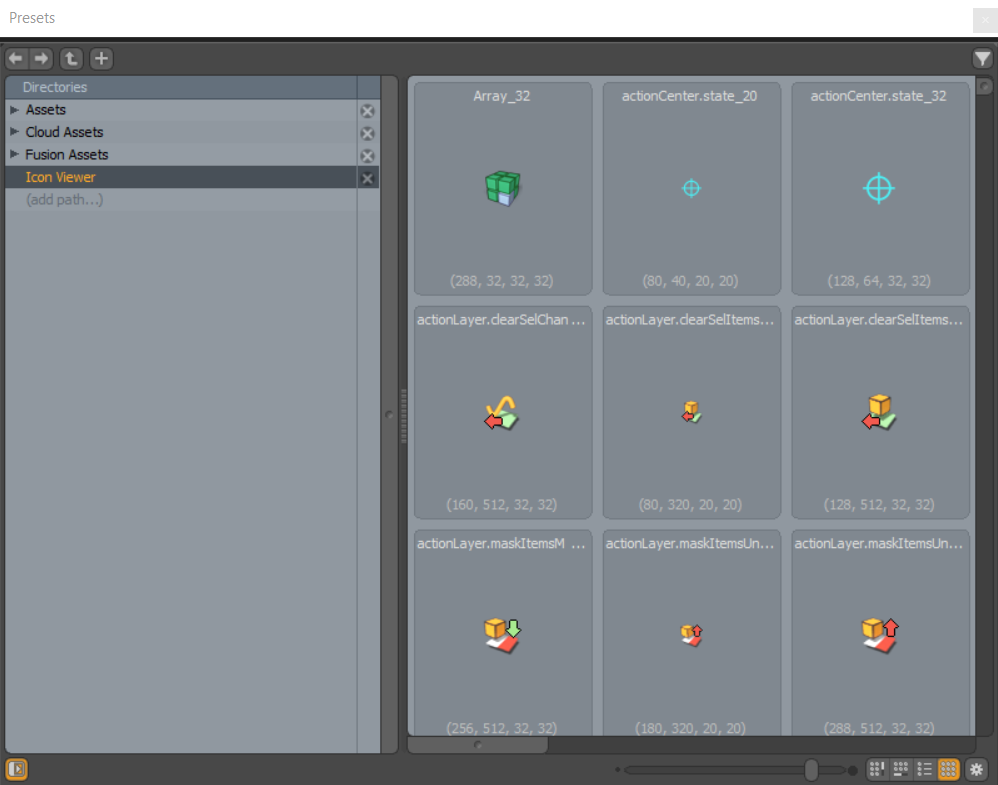 Presets
Directories
Assets
Cloud Assets
Fusion Assets
Icon Viewer
(add path...)
Array_32
actionCenter.state_20
actionCenter.state_32
(288, 32, 32, 32)
(80, 40, 20, 20)
(128, 64, 32, 32)
actionLayer.clearSelChan ...
actionLayer.clearSelItems...
actionLayer.clearSelItems...
(160, 512, 32, 32)
(80, 320, 20, 20)
(128, 512, 32, 32)
actionLayer.maskItemsM ...
actionLayer.maskItemsUn...
actionLayer.maskItemsUn...
(256, 512, 32, 32)
(180, 320, 20, 20)
(288, 512, 32, 32)